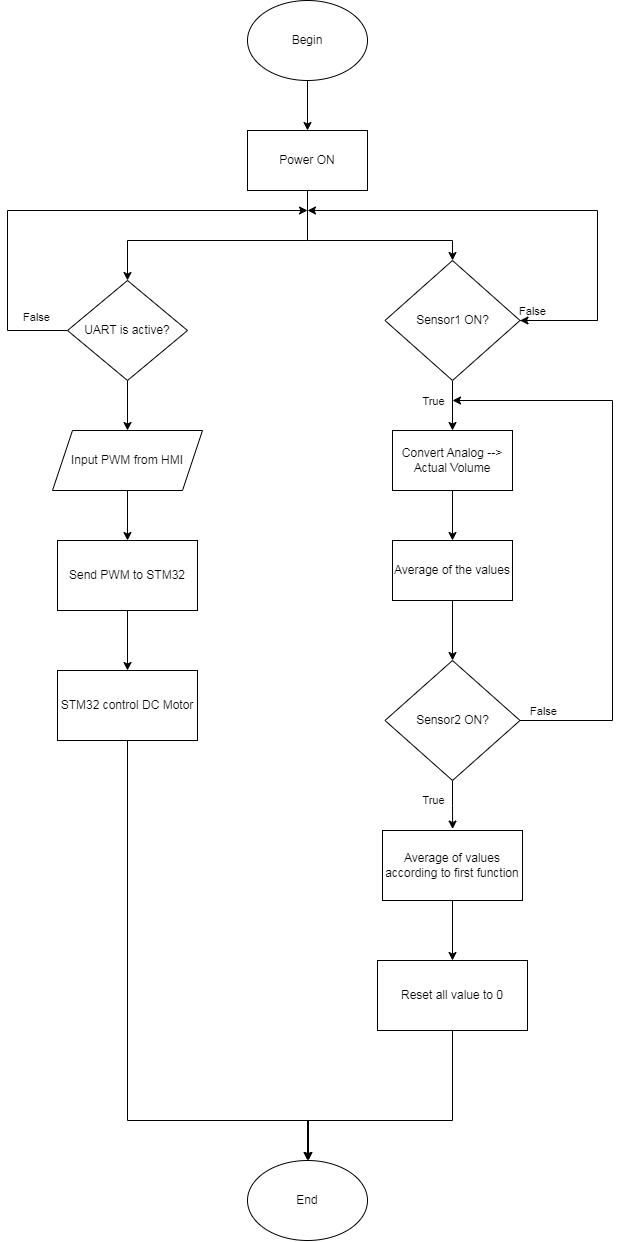 Begin
Power ON
False
UART is active?
Sensor1 ON?
False
True
Input PWM from HMI
Convert Analog -->
Actual Volume
Send PWM to STM32
Average of the values
STM32 control DC Motor
Sensor2 ON?
False
True
Average of values
according to first function
Reset all value to 0
End